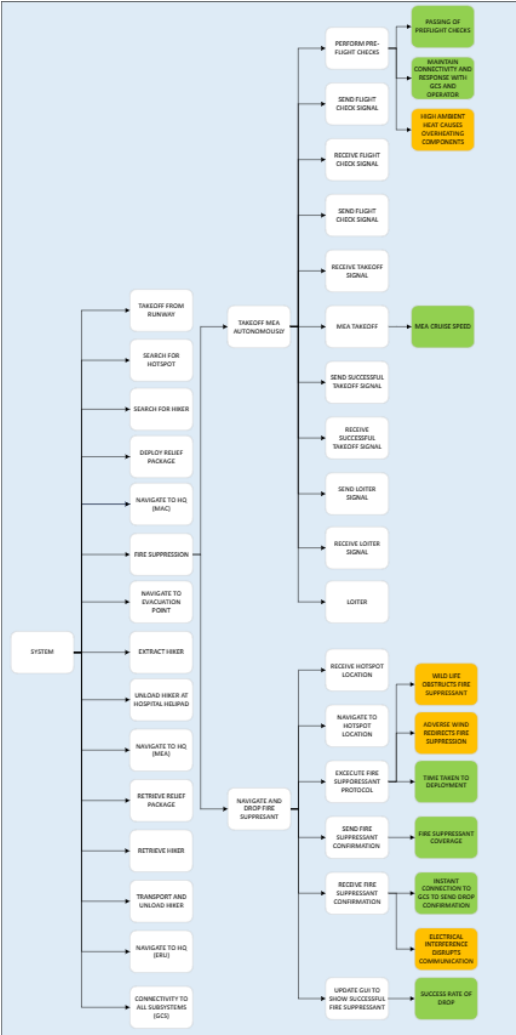 PASSING OF
PREFLIGHT CHECKS
PERFORM PRE-
FLIGHT CHECKS
MAINTAIN
CONNECTIVITY AND
RESPONSE WITH
GCS AND
OPERATOR
SEND FLIGHT
CHECK SIGNAL
HIGH AMBIENT
HEAT CAUSES
OVERHEATING
COMPONENTS
RECEIVE FLIGHT
CHECK SIGNAL
SEND FLIGHT
CHECK SIGNAL
RECEIVE TAKEOFF
SIGNAL
TAKEOFF FROM
RUNWAY
TAKEOFF MEA
AUTONOMOUSLY
MEA TAKEOFF
MEA CRUISE SPEED
SEARCH FOR
HOTSPOT
SEND SUCCESSFUL
TAKEOFF SIGNAL
SEARCH FOR HIKER
RECEIVE
SUCCESSFUL
TAKEOFF SIGNAL
DEPLOY RELIEF
PACKAGE
SEND LOITER
SIGNAL
NAVIGATE TO HQ
(MAC)
FIRE SUPPRESSION
RECEIVE LOITER
SIGNAL
NAVIGATE TO
EVACUATION
POINT
LOITER
SYSTEM
EXTRACT HIKER
RECEIVE HOTSPOT
LOCATION
WILD LIFE
OBSTRUCTS FIRE
SUPPRESSANT
UNLOAD HIKER AT
HOSPITAL HELIPAD
NAVIGATE TO
HOTSPOT
LOCATION
ADVERSE WIND
REDIRECTS FIRE
SUPPRESSION
NAVIGATE TO HQ
(MEA)
EXCECUTE FIRE
SUPPORESSANT
PROTOCOL
TIME TAKEN TO
DEPLOYMENT
RETRIEVE RELIEF
PACKAGE
NAVIGATE AND
DROP FIRE
SUPPRESANT
SEND FIRE
SUPPRESSANT
CONFIRMATION
FIRE SUPPRESSANT
COVERAGE
RETRIEVE HIKER
TRANSPORT AND
UNLOAD HIKER
RECEIVE FIRE
SUPPRESSANT
CONFIRMATION
INSTANT
CONNECTION TO
GCS TO SEND DROP
CONFIRMATION
NAVIGATE TO HQ
(ERU)
ELECTRICAL
INTERFERENCE
DISRUPTS
COMMUNICATION
CONNECTIVITY TO
ALL SUBSYSTEMS
(GCS)
UPDATE GUI TO
SHOW SUCCESSFUL
FIRE SUPPRESSANT
SUCCESS RATE OF
DROP